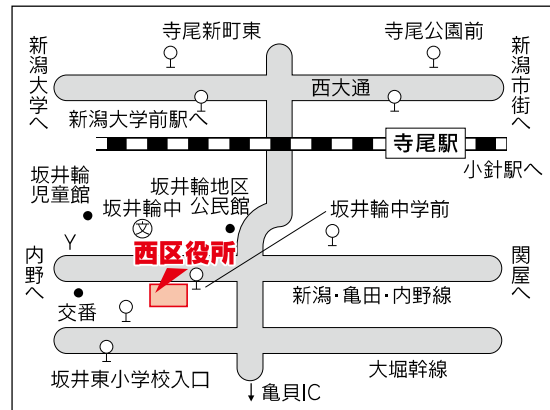 寺尾新町東
寺尾公園前
新潟大学へ
西大通
新潟市街へ
新潟大学前駅へ
寺尾駅
小針駅へ
坂井輪
児童館
坂井輪中
坂井輪地区
公民館
坂井輪中学前
文
西区役所
内野へ
関屋へ
新潟・亀田・内野線
交番
大堀幹線
坂井東小学校入口
↓亀貝IC